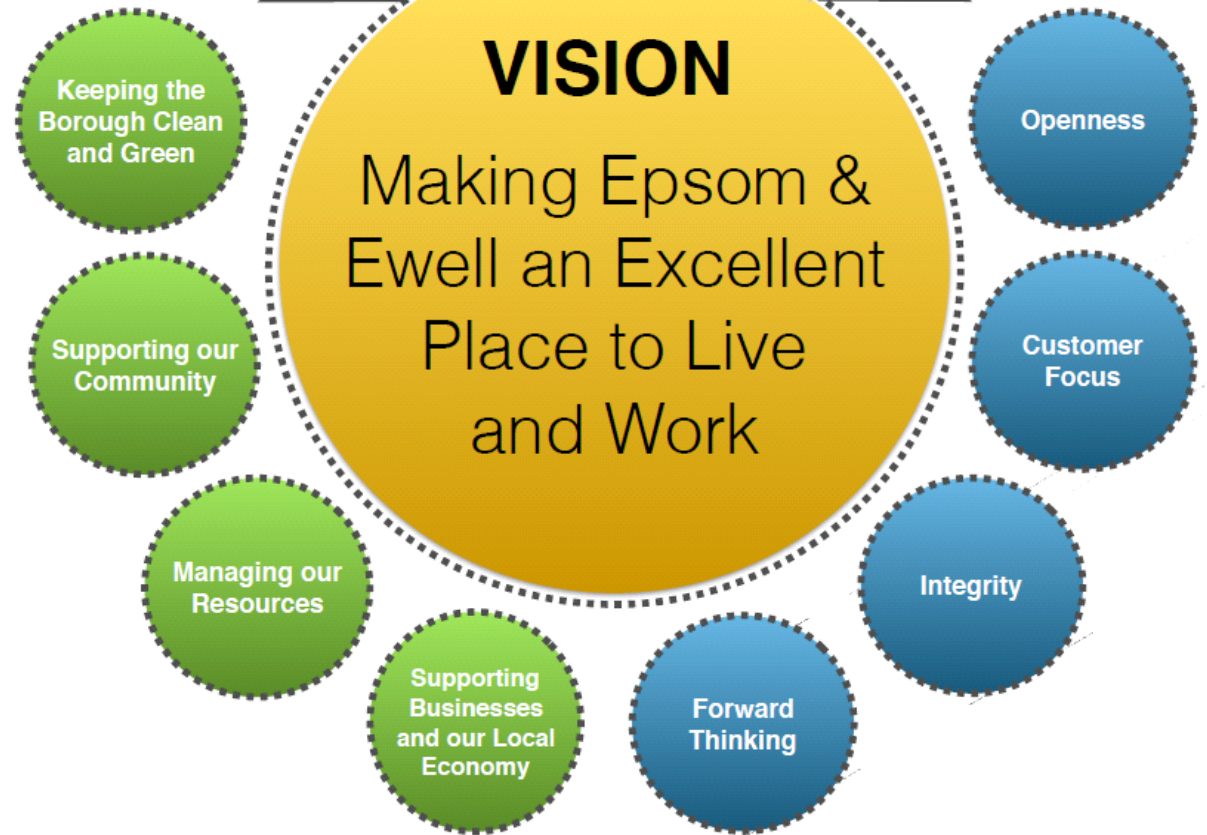 VISION
Making Epsom &
Ewell an Excellent
Place to Live
and Work
Keeping the
Borough Clean
and Green
Supporting our
Community
Managing our
Resources
Supporting
Businesses
and our Local
Economy
Openness
Customer
Focus
Integrity
Forward
Thinking